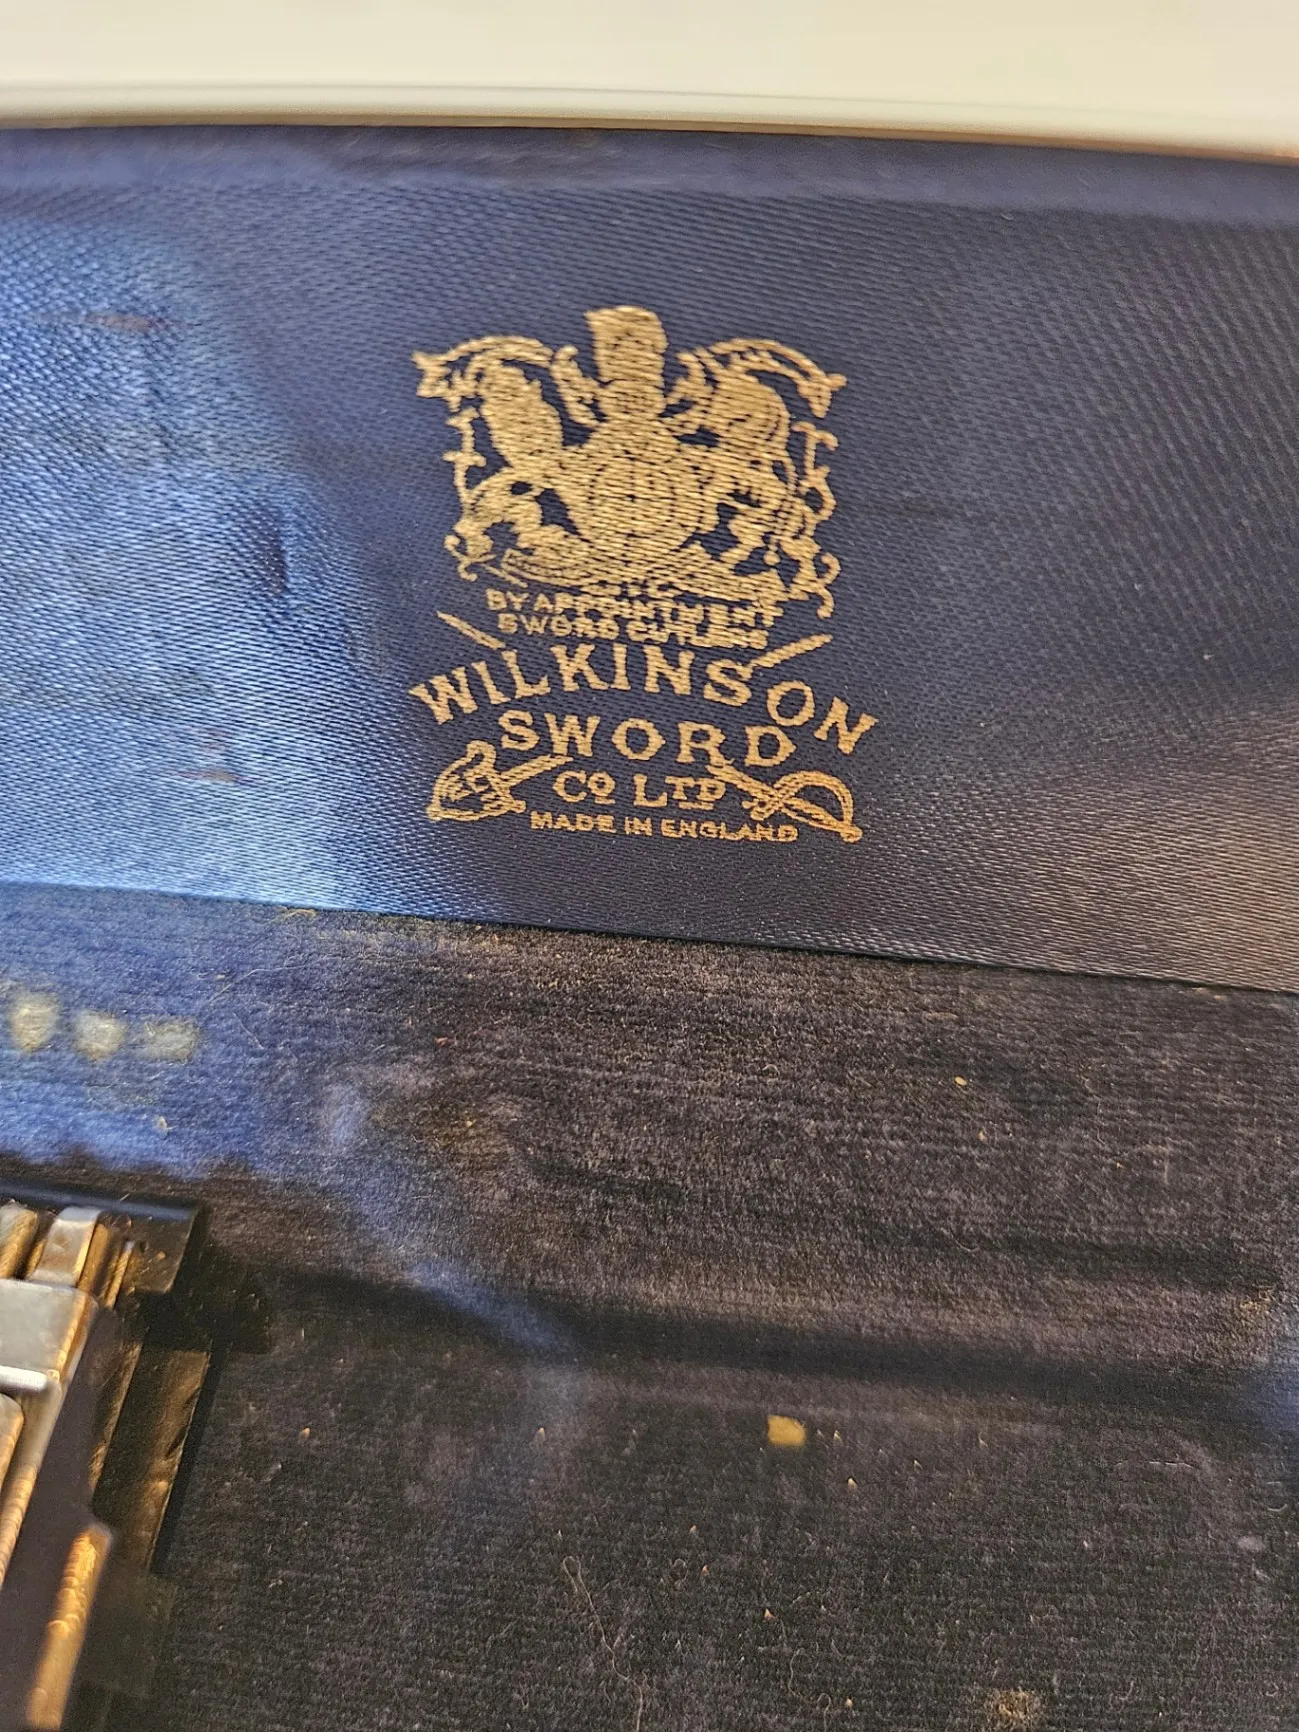 BY APPOINTMENT
SWORD CUTLERS
WILKINSON
SWORD
Cº LTD
MADE IN ENGLAND